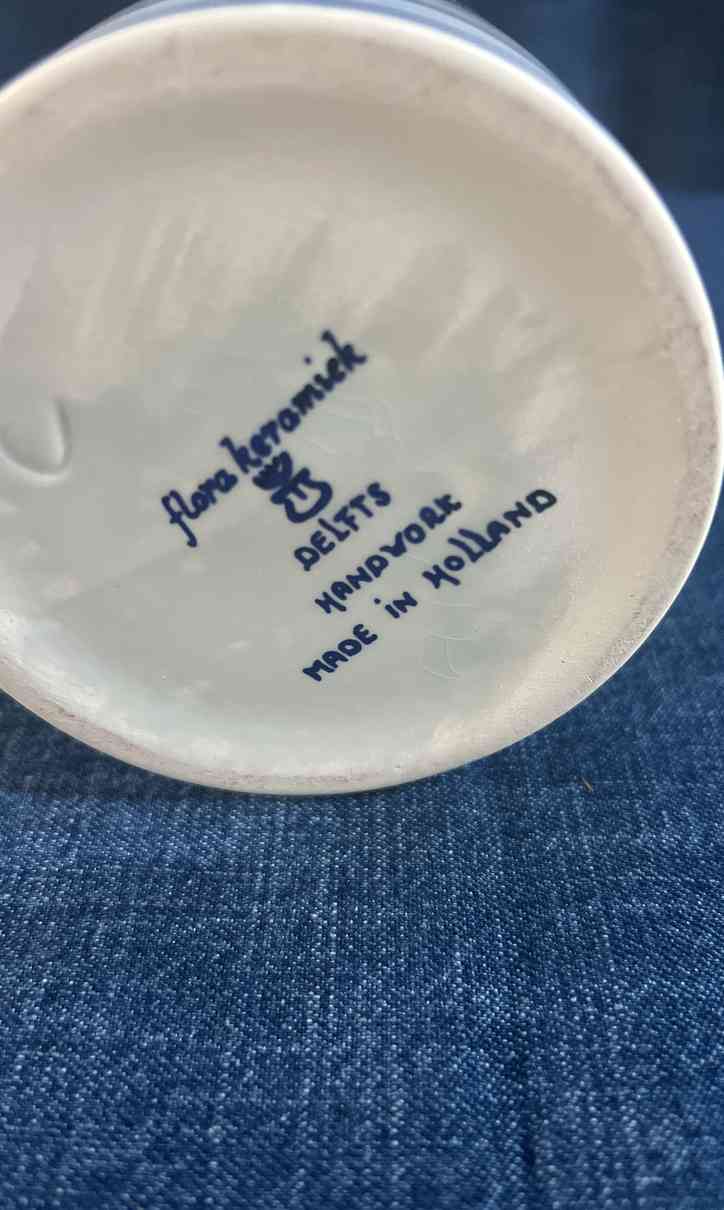 flora keramiek
DELFTS
HANDWORK
MADE iN HOLLAND